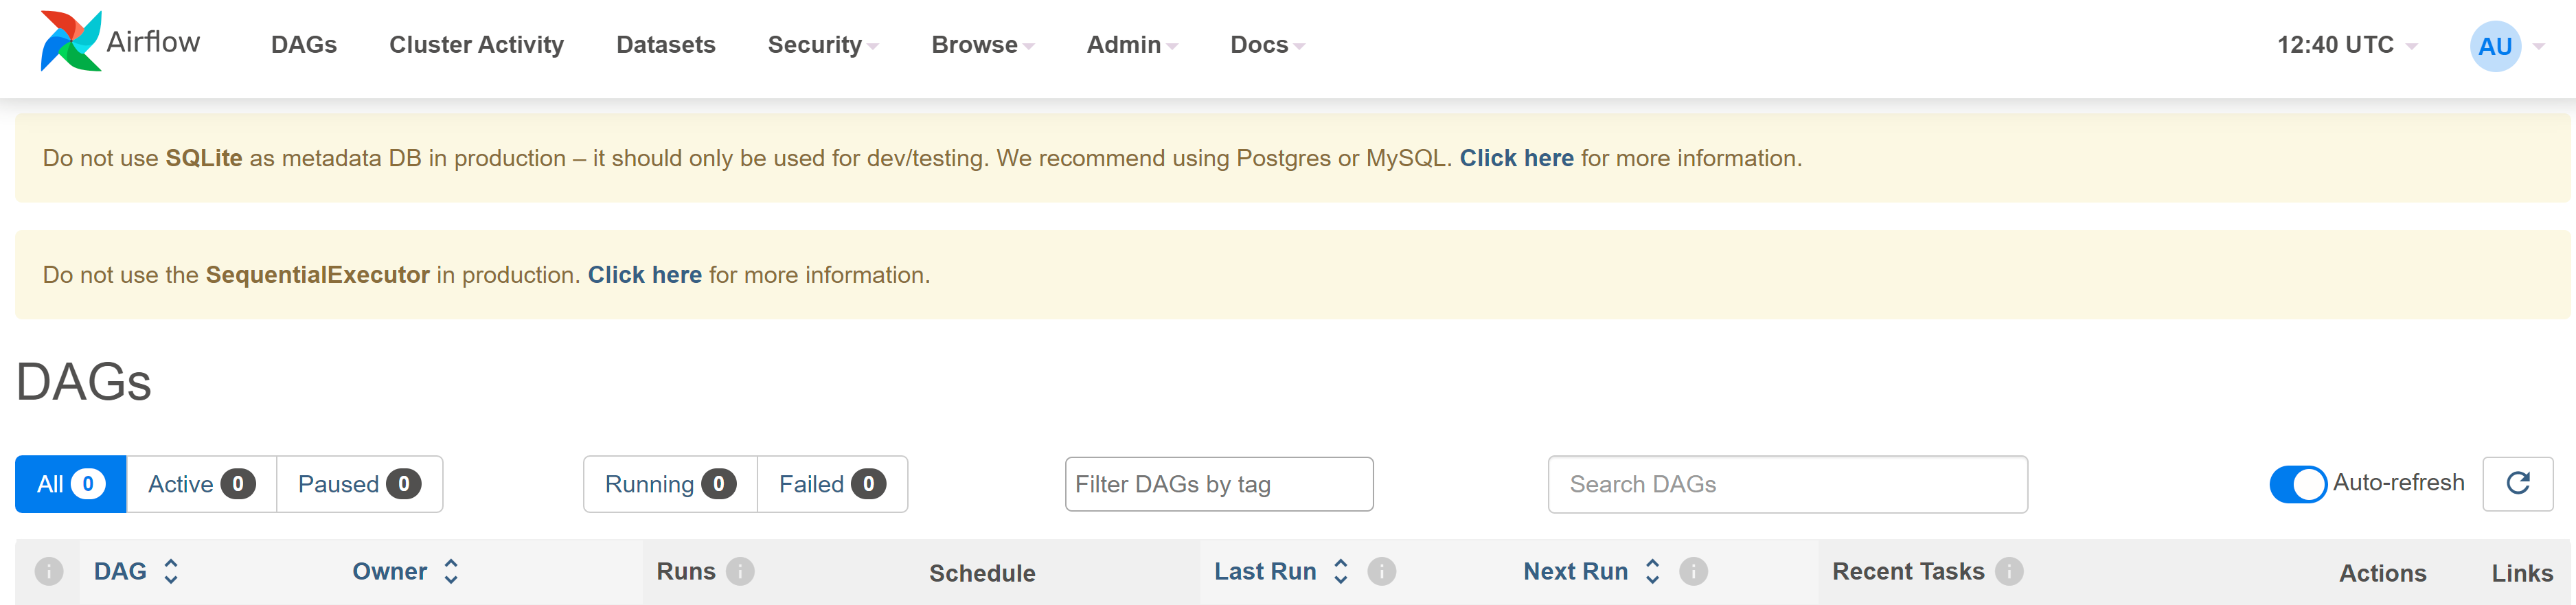 Airflow DAGs Cluster Activity Datasets Security Browse Admin Docs 12:40 UTC AU
Do not use SQLite as metadata DB in production – it should only be used for dev/testing. We recommend using Postgres or MySQL. Click here for more information.
Do not use the SequentialExecutor in production. Click here for more information.
DAGs
All 0 Active 0 Paused 0 Running 0 Failed 0 Filter DAGs by tag Search DAGs Auto-refresh
i DAG Owner Runs i Schedule Last Run i Next Run i Recent Tasks i Actions Links